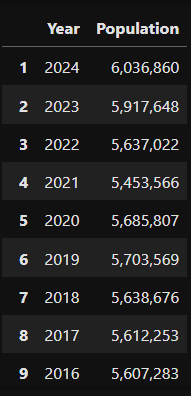 Year Population
1 2024 6,036,860
2 2023 5,917,648
3 2022 5,637,022
4 2021 5,453,566
5 2020 5,685,807
6 2019 5,703,569
7 2018 5,638,676
8 2017 5,612,253
9 2016 5,607,283